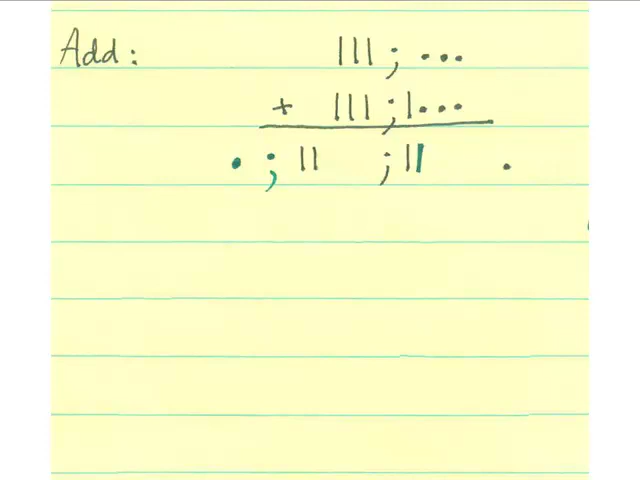 Add: ||| ; •••
+ ||| ; |•••
• ; || ; || •